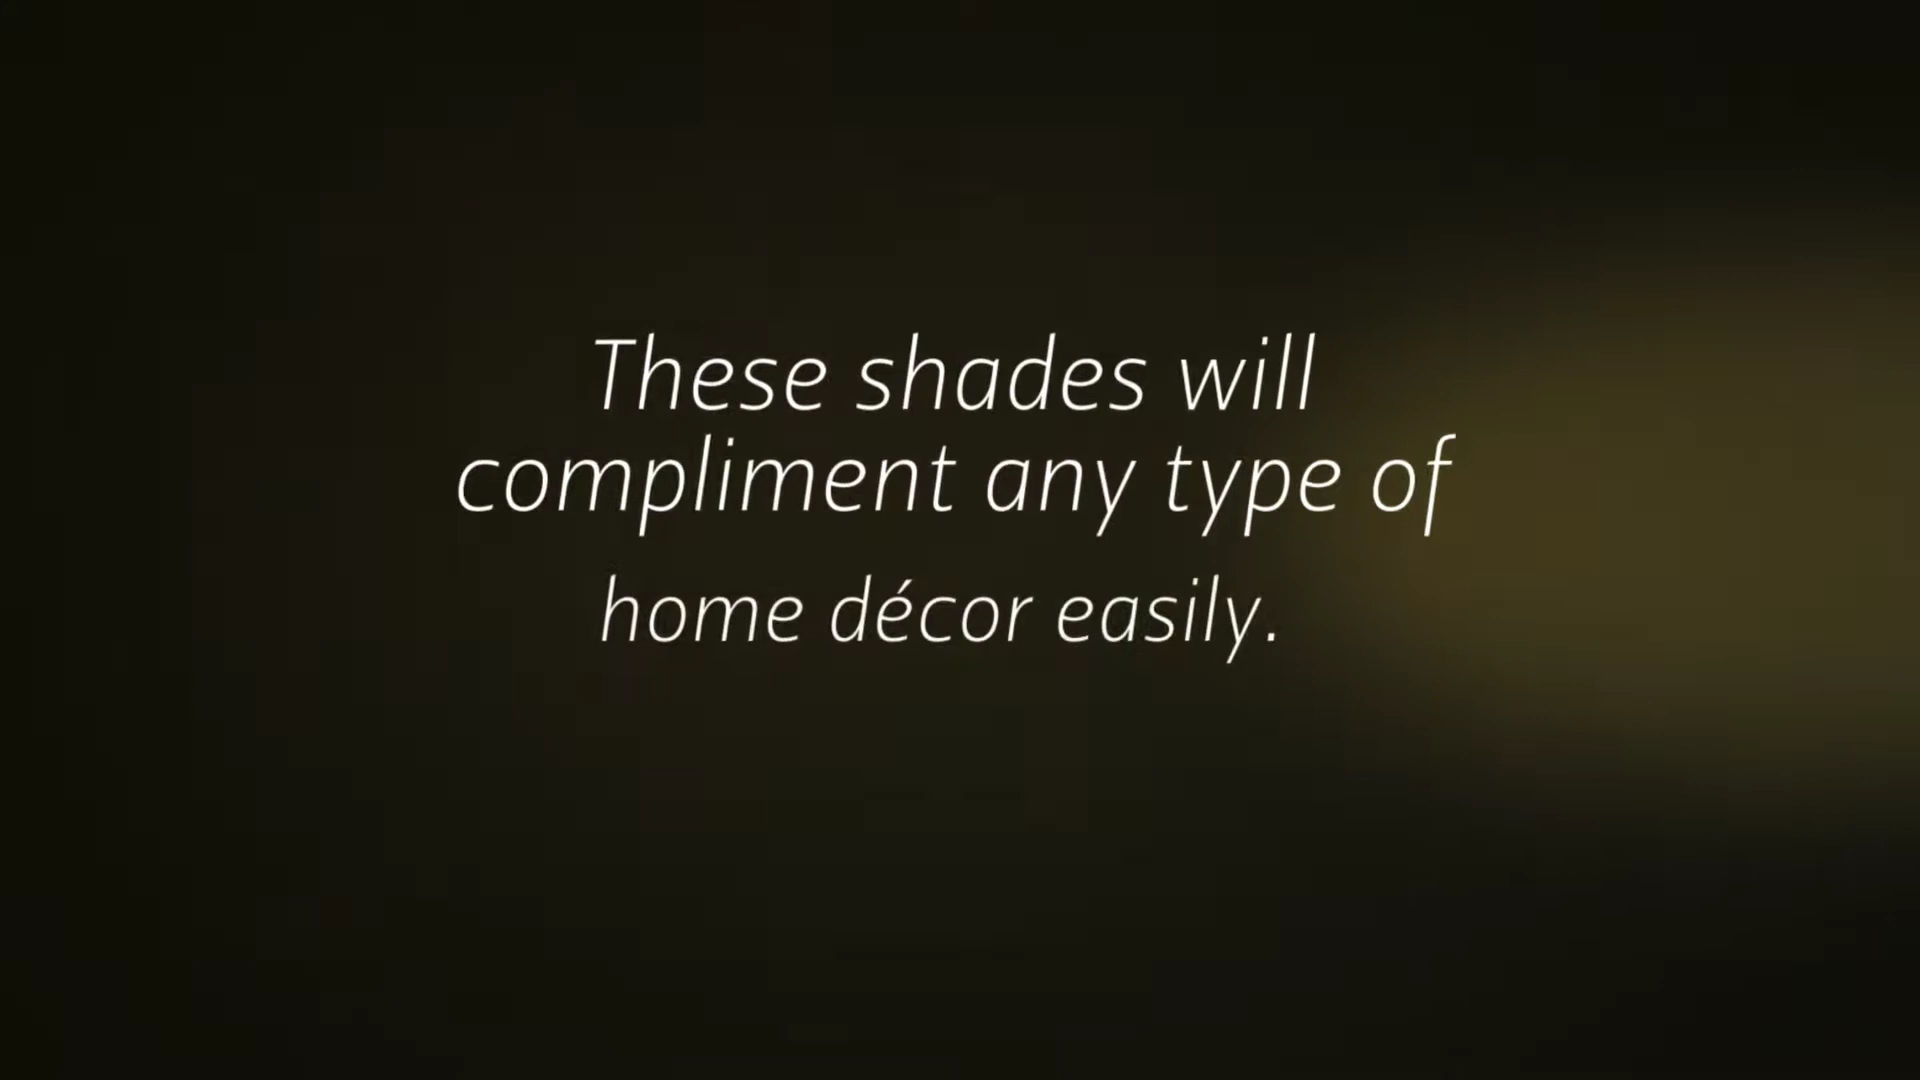 These shades will
compliment any type of
home décor easily.